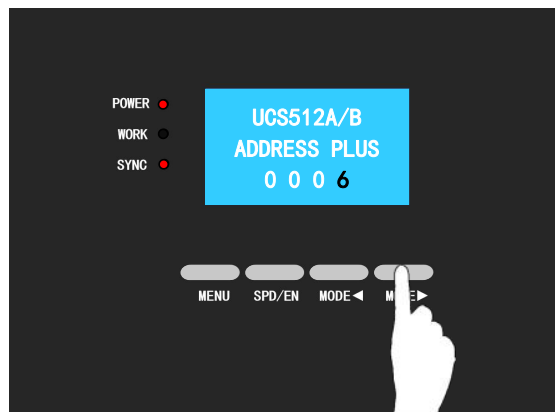 POWER
WORK
SYNC
UCS512A/B
ADDRESS PLUS
0 0 0 6
MENU SPD/EN MODE◀